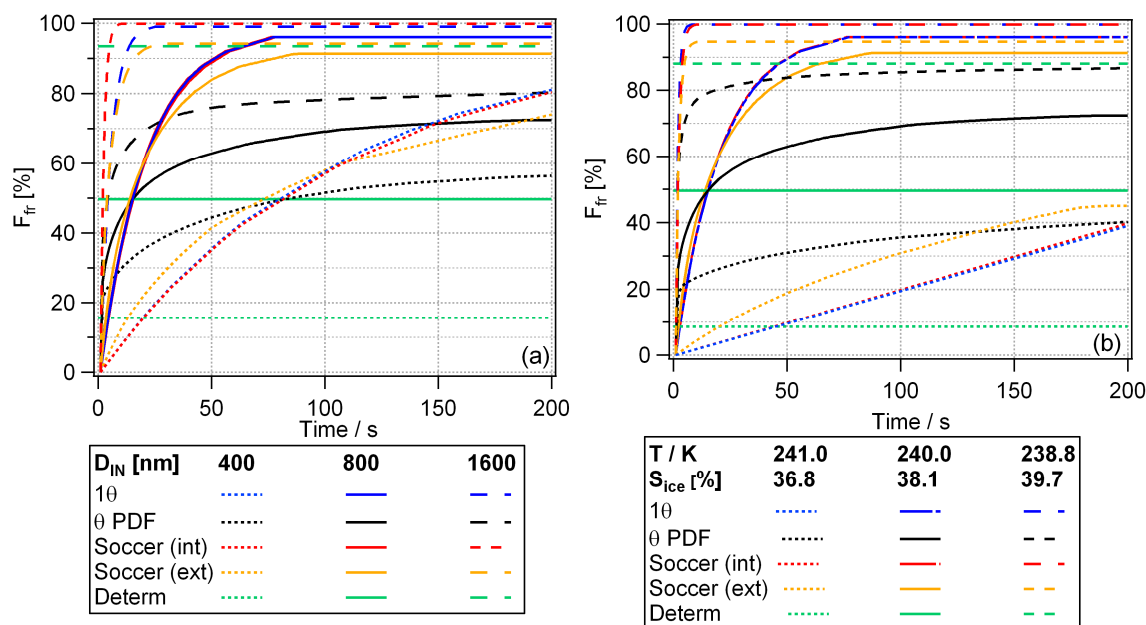 100
80
60
40
20
0
F_fr [%]
(a)
0 50 100 150 200
Time / s
D_IN [nm] 400 800 1600
1θ
θ PDF
Soccer (int)
Soccer (ext)
Determ
100
80
60
40
20
0
F_fr [%]
(b)
0 50 100 150 200
Time / s
T / K 241.0 240.0 238.8
S_ice [%] 36.8 38.1 39.7
1θ
θ PDF
Soccer (int)
Soccer (ext)
Determ